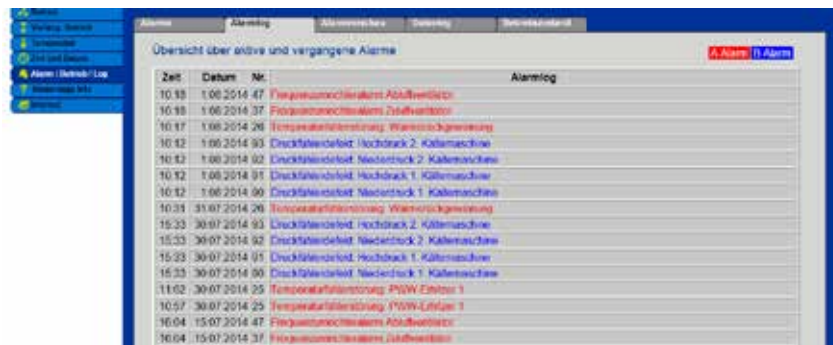 Alarmlog
Übersicht über aktive und vergangene Alarme
A Alarm B Alarm
Alarm / Betrieb / Log
Zeit Datum Nr. Alarmlog
10:18 1:08:2014 47 Frequenzumrichteralarm Abluftventilator
10:18 1:08:2014 37 Frequenzumrichteralarm Zuluftventilator
10:17 1:08:2014 26 Temperaturfühlerstörung: Wärmerückgewinnung
10:12 1:08:2014 93 Druckfühlerdefekt: Hochdruck 2. Kältemaschine
10:12 1:08:2014 92 Druckfühlerdefekt: Niederdruck 2. Kältemaschine
10:12 1:08:2014 91 Druckfühlerdefekt: Hochdruck 1. Kältemaschine
10:12 1:08:2014 90 Druckfühlerdefekt: Niederdruck 1. Kältemaschine
10:31 31:07:2014 26 Temperaturfühlerstörung: Wärmerückgewinnung
15:33 30:07:2014 93 Druckfühlerdefekt: Hochdruck 2. Kältemaschine
15:33 30:07:2014 92 Druckfühlerdefekt: Niederdruck 2. Kältemaschine
15:33 30:07:2014 91 Druckfühlerdefekt: Hochdruck 1. Kältemaschine
15:33 30:07:2014 90 Druckfühlerdefekt: Niederdruck 1. Kältemaschine
11:02 30:07:2014 25 Temperaturfühlerstörung: PWW-Erhitzer 1
10:57 30:07:2014 25 Temperaturfühlerstörung: PWW-Erhitzer 1
16:04 15:07:2014 47 Frequenzumrichteralarm Abluftventilator
16:04 15:07:2014 37 Frequenzumrichteralarm Zuluftventilator